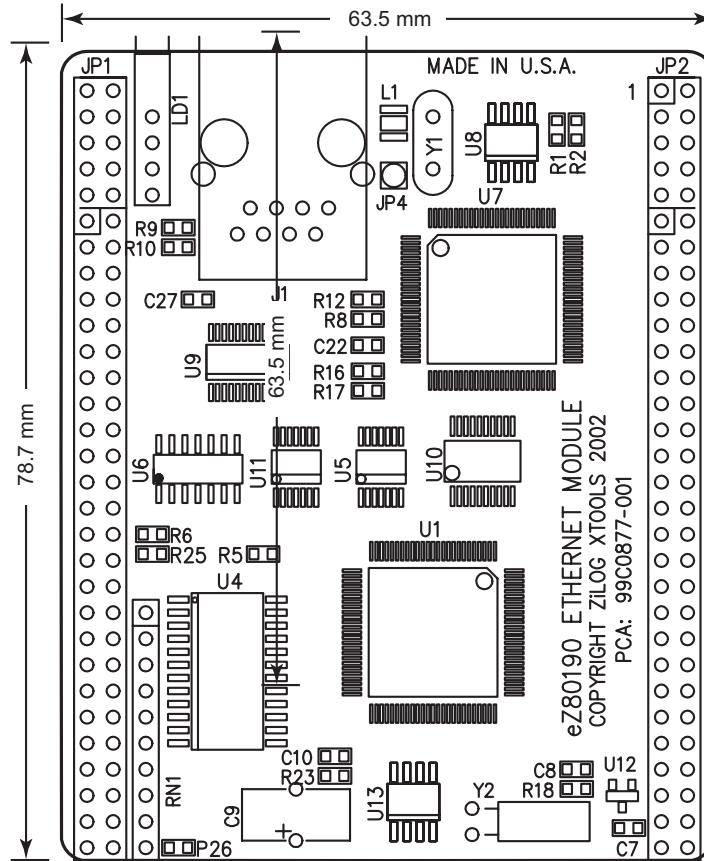 63.5 mm
MADE IN U.S.A.
JP1
JP2
1
LD1
L1
Y1
U8
R1
R2
JP4
U7
R9
R10
J1
C27
R12
R8
U9
63.5 mm
C22
R16
R17
78.7 mm
U6
U11
U5
U10
eZ80190 ETHERNET MODULE
COPYRIGHT ZiLOG XTOOLS 2002
PCA: 99C0877-001
R6
R25
R5
U1
U4
RN1
C10
R23
C9
+
U13
Y2
C8
R18
U12
C7
P26